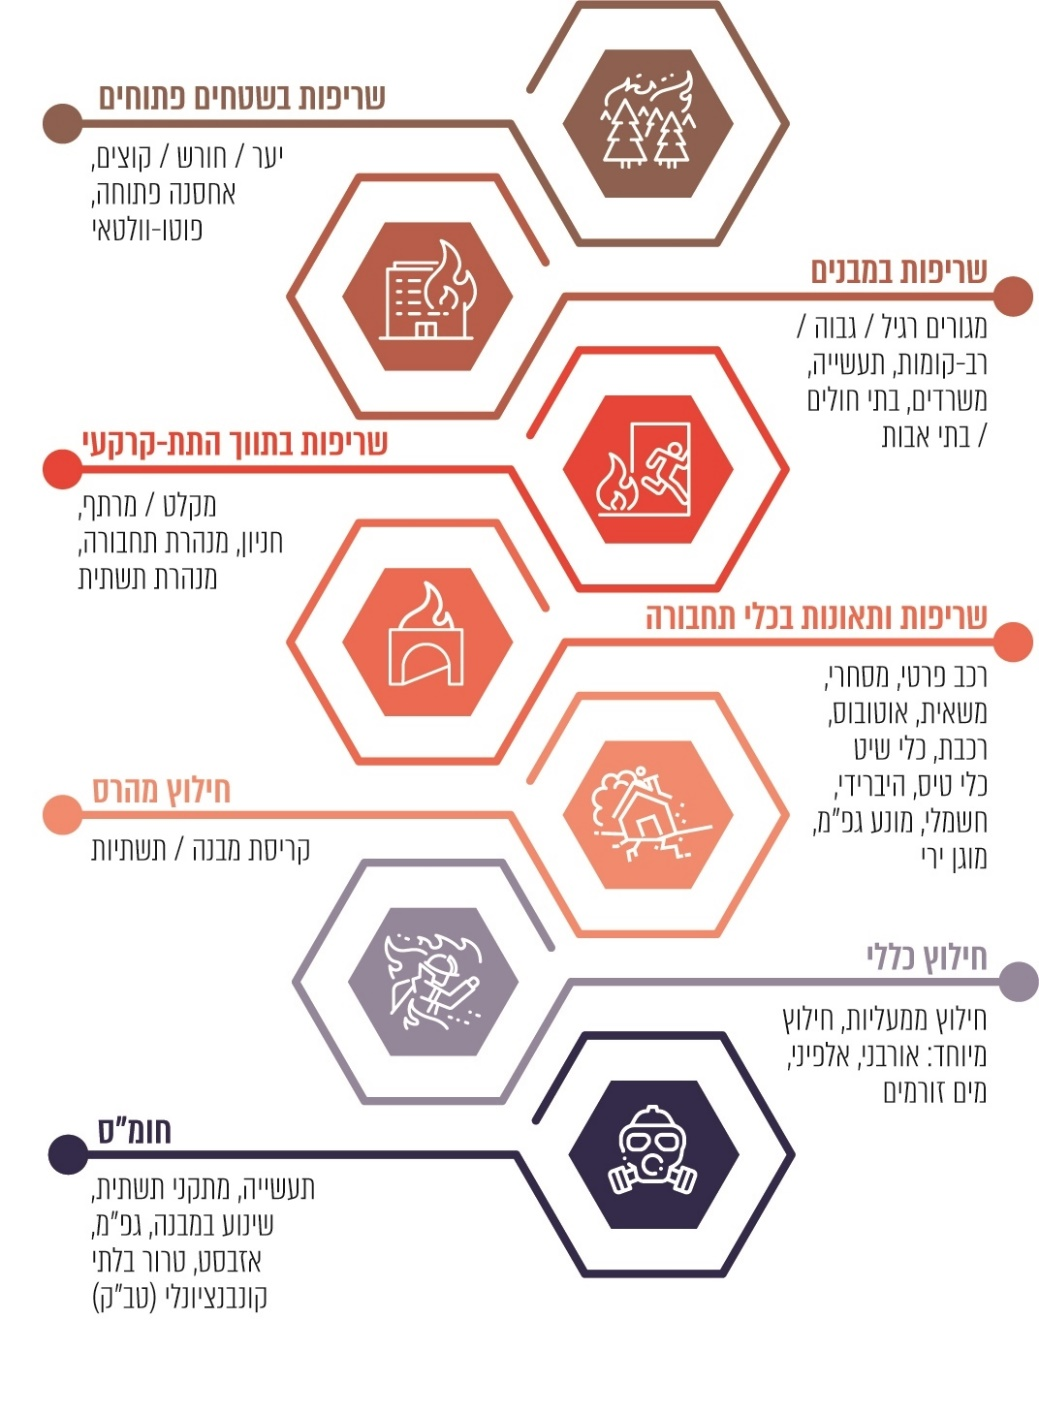 שריפות בשטחים פתוחים
יער / חורש / קוצים,
אחסנה פתוחה,
פוטו-וולטאי
שריפות במבנים
מגורים רגיל / גבוה /
רב-קומות, תעשייה,
משרדים, בתי חולים
/ בתי אבות
שריפות בתווך התת-קרקעי
מקלט / מרתף,
חניון, מנהרת תחבורה,
מנהרת תשתית
שריפות ותאונות בכלי תחבורה
רכב פרטי, מסחרי,
משאית, אוטובוס,
רכבת, כלי שיט
כלי טיס, היברידי,
חשמלי, מונע גפ"מ,
מוגן ירי
חילוץ מהרס
קריסת מבנה / תשתיות
חילוץ כללי
חילוץ ממעליות, חילוץ
מיוחד: אורבני, אלפיני,
מים זורמים
חומ"ס
תעשייה, מתקני תשתית,
שינוע במבנה, גפ"מ,
אזבסט, טרור בלתי
קונבנציונלי (טב"ק)